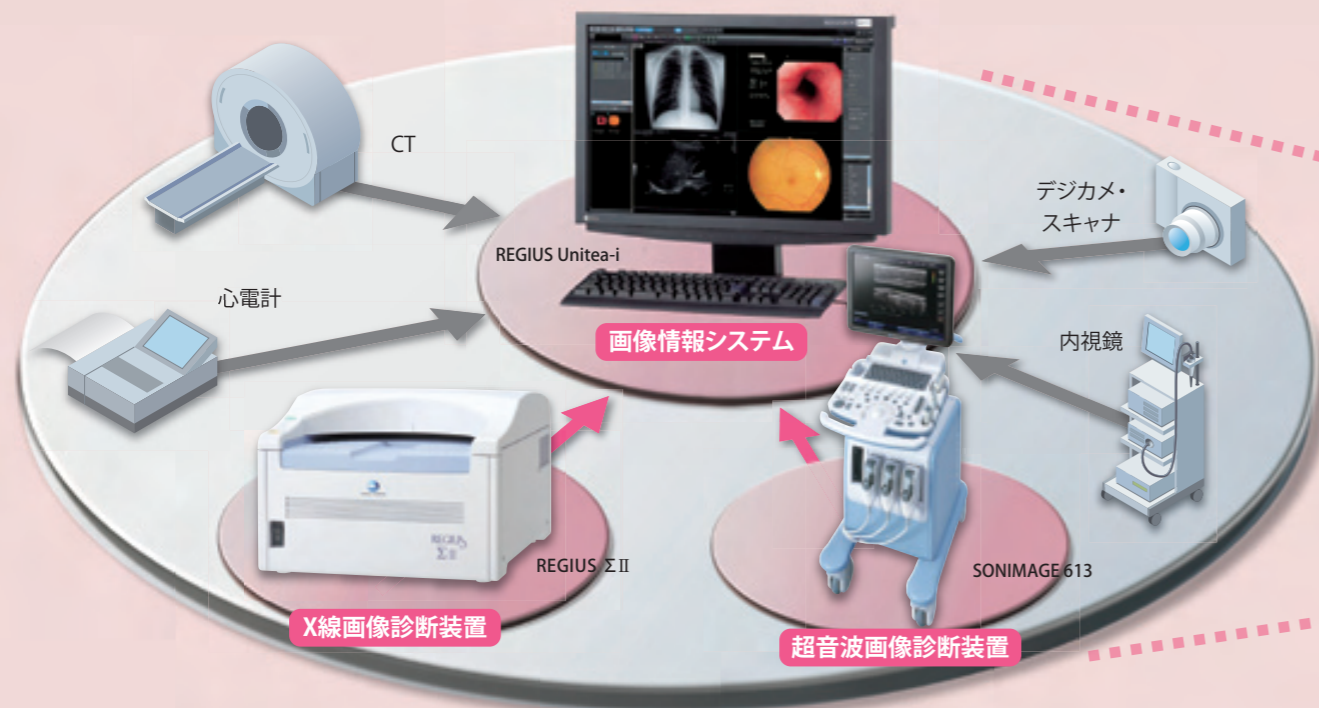 CT
デジカメ・
スキャナ
REGIUS Unitea-i
心電計
画像情報システム
内視鏡
REGIUS
ΣⅡ
REGIUS ΣⅡ
SONIMAGE 613
X線画像診断装置
超音波画像診断装置